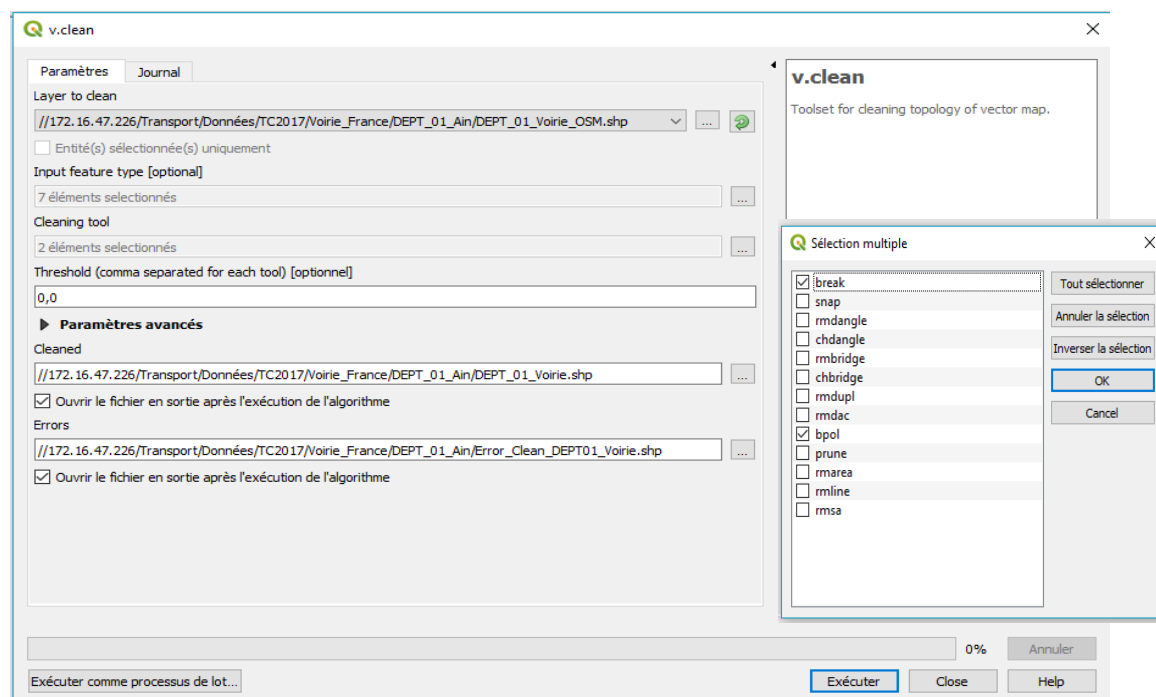 v.clean
Paramètres
Journal
Layer to clean
//172.16.47.226/Transport/Données/TC2017/Voirie_France/DEPT_01_Ain/DEPT_01_Voirie_OSM.shp
...
Entité(s) sélectionnée(s) uniquement
Input feature type [optional]
7 éléments selectionnés
...
Cleaning tool
2 éléments selectionnés
...
Threshold (comma separated for each tool) [optionnel]
0,0
Paramètres avancés
Cleaned
//172.16.47.226/Transport/Données/TC2017/Voirie_France/DEPT_01_Ain/DEPT_01_Voirie.shp
...
Ouvrir le fichier en sortie après l'exécution de l'algorithme
Errors
//172.16.47.226/Transport/Données/TC2017/Voirie_France/DEPT_01_Ain/Error_Clean_DEPT01_Voirie.shp
...
Ouvrir le fichier en sortie après l'exécution de l'algorithme
v.clean
Toolset for cleaning topology of vector map.
Sélection multiple
break
snap
rmdangle
chdangle
rmbridge
chbridge
rmdupl
rmdac
bpol
prune
rmarea
rmline
rmsa
Tout sélectionner
Annuler la sélection
Inverser la sélection
OK
Cancel
0%
Annuler
Exécuter comme processus de lot...
Exécuter
Close
Help